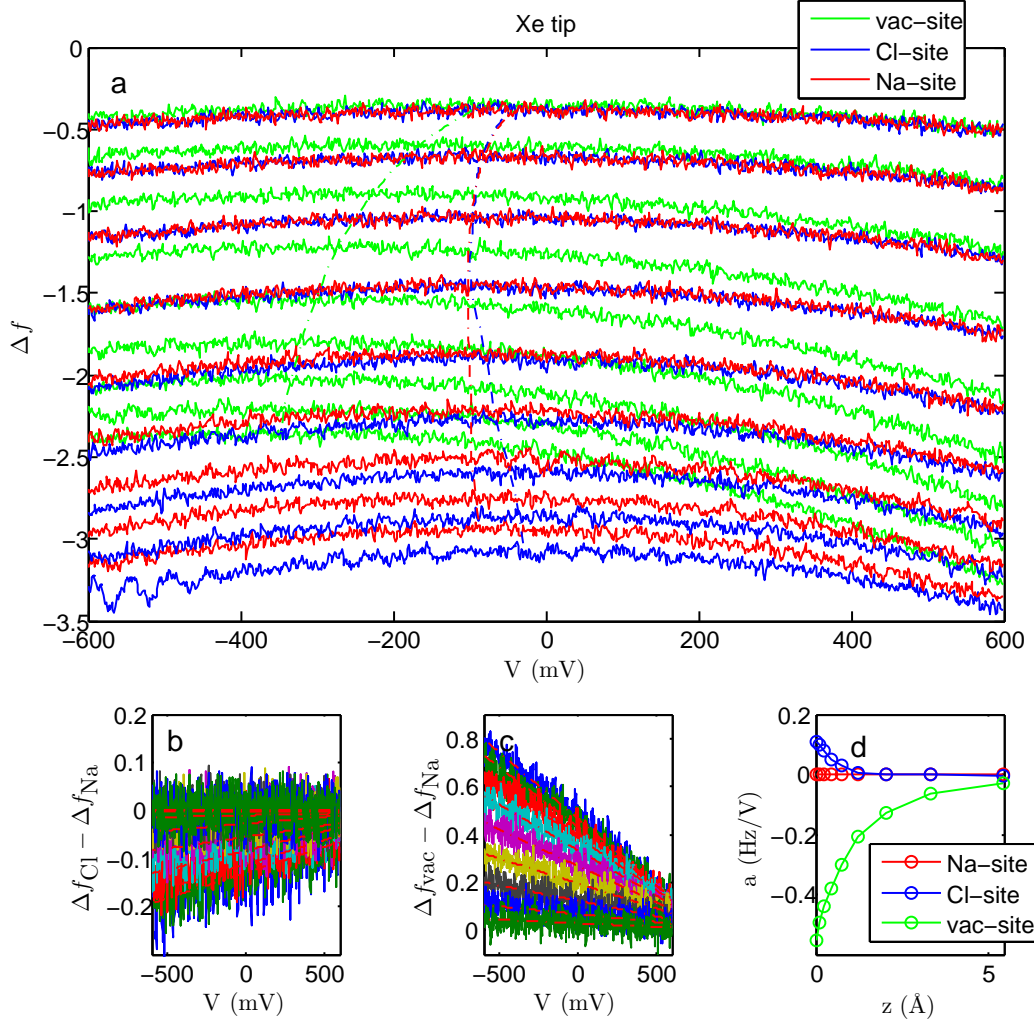 Xe tip
vac−site
Cl−site
Na−site
a
0
−0.5
−1
−1.5
−2
−2.5
−3
−3.5
Δf
−600
−400
−200
0
200
400
600
V (mV)
b
0.2
0.1
0
−0.1
−0.2
ΔfCl − ΔfNa
−500
0
500
V (mV)
c
0.8
0.6
0.4
0.2
0
Δfvac − ΔfNa
−500
0
500
V (mV)
d
0.2
0.0
−0.2
−0.4
a (Hz/V)
Na−site
Cl−site
vac−site
0
5
z (Å)